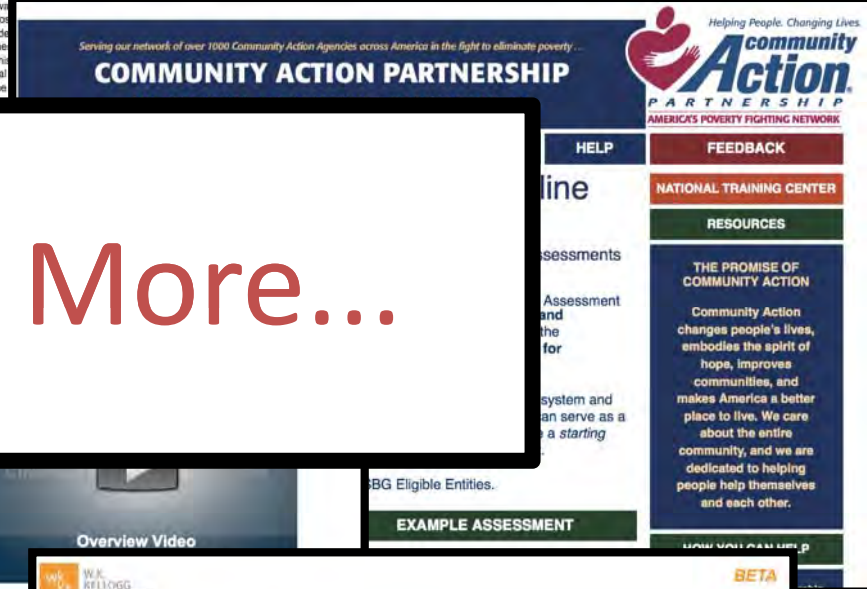 Helping People. Changing Lives.
Serving our network of over 1000 Community Action Agencies across America in the fight to eliminate poverty ...
COMMUNITY ACTION PARTNERSHIP
community
Action
PARTNERSHIP
AMERICA'S POVERTY FIGHTING NETWORK
HELP
FEEDBACK
line
NATIONAL TRAINING CENTER
RESOURCES
ssessments
Assessment
and
the
for
system and
can serve as a
a starting
BG Eligible Entities.
EXAMPLE ASSESSMENT
THE PROMISE OF
COMMUNITY ACTION
Community Action
changes people's lives,
embodies the spirit of
hope, improves
communities, and
makes America a better
place to live. We care
about the entire
community, and we are
dedicated to helping
people help themselves
and each other.
HOW YOU CAN HELP
More...
Overview Video
W.K.
KELLOGG
BETA